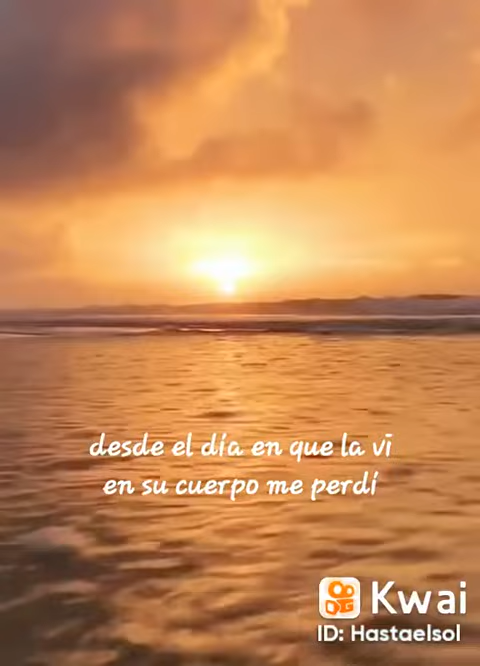 desde el día en que la vi
en su cuerpo me perdí
Kwai
ID: Hastaelsol